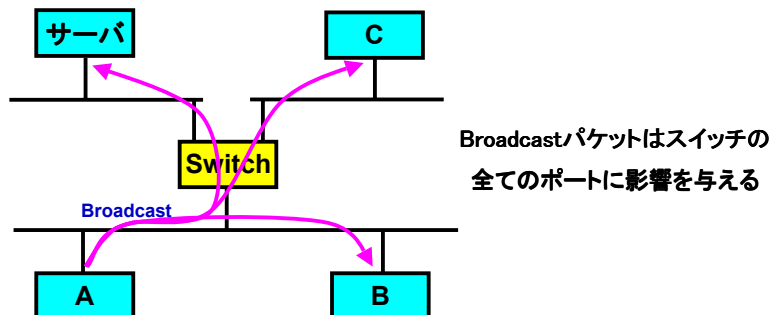 サーバ
C
Switch
Broadcastパケットはスイッチの
全てのポートに影響を与える
Broadcast
A
B